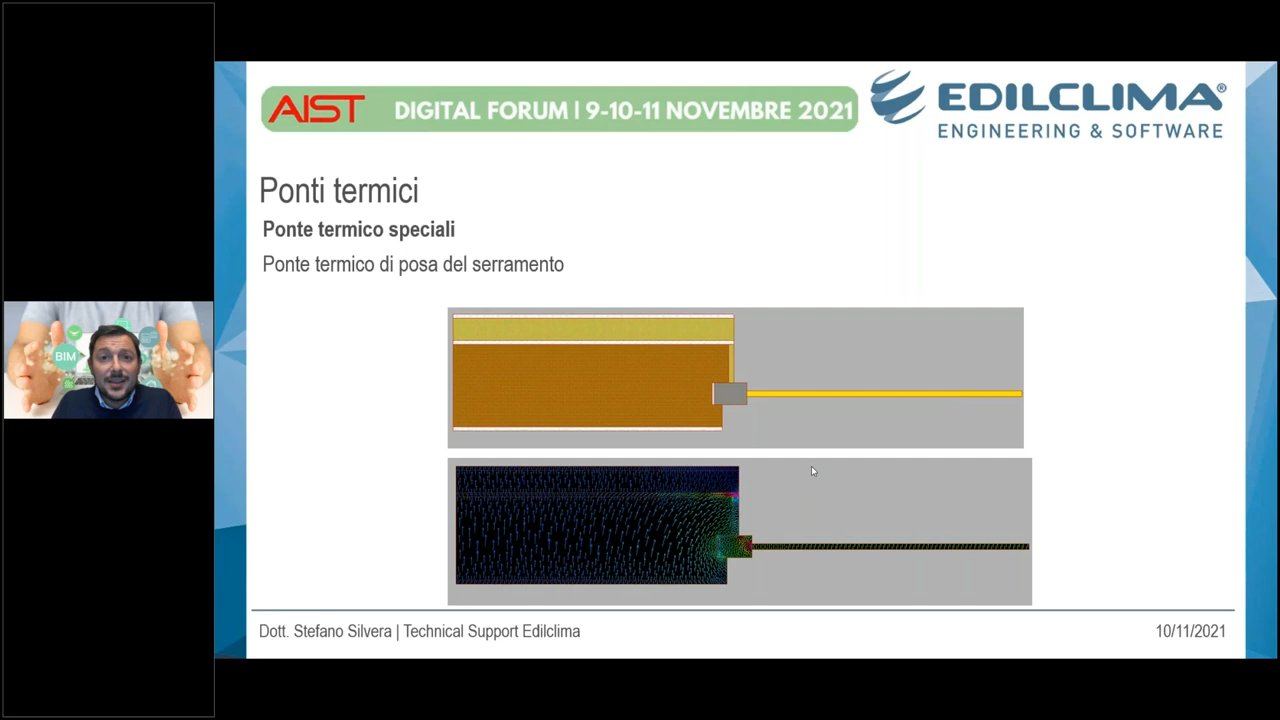 AIST DIGITAL FORUM | 9-10-11 NOVEMBRE 2021
EDILCLIMA®
ENGINEERING & SOFTWARE
Ponti termici
Ponte termico speciali
Ponte termico di posa del serramento
BIM
Dott. Stefano Silvera | Technical Support Edilclima
10/11/2021